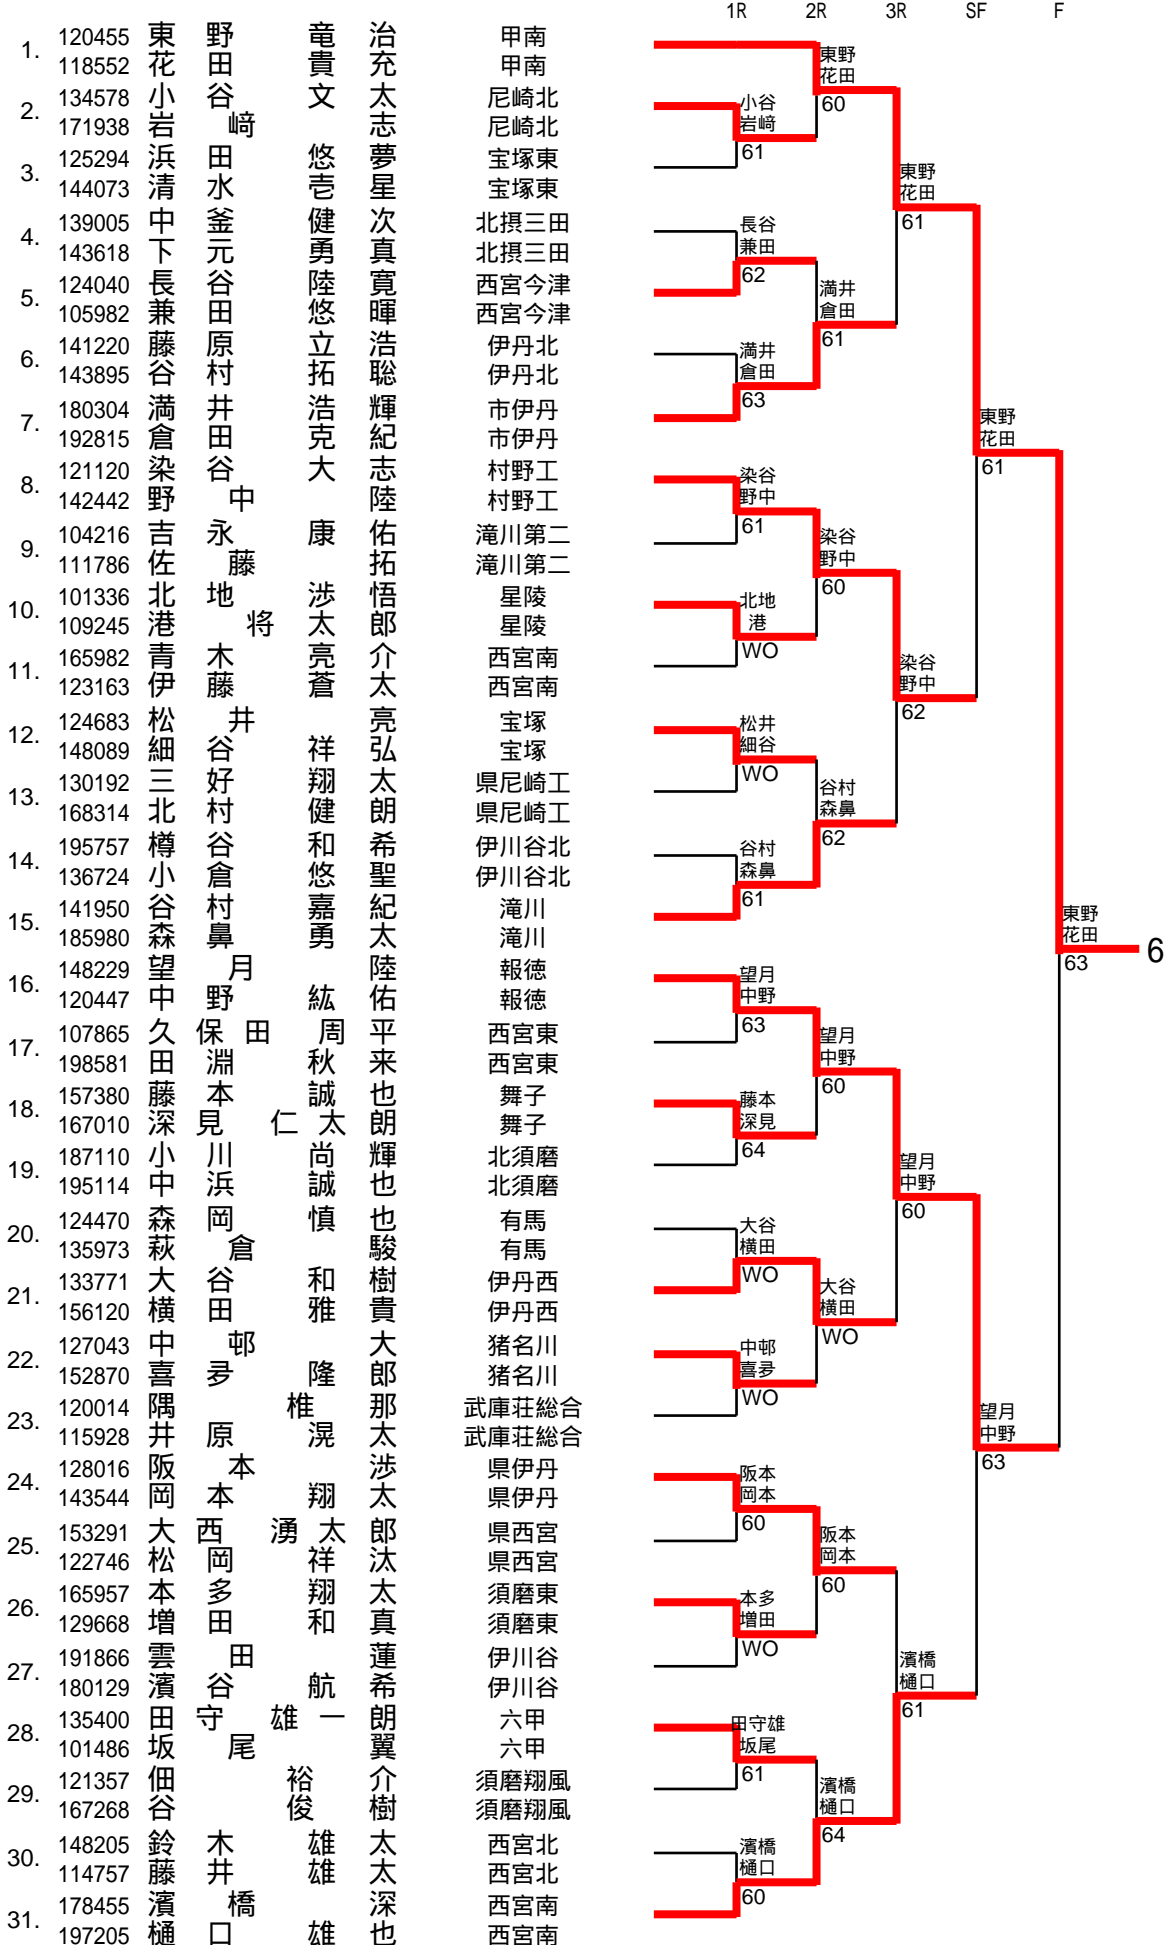 1R 2R 3R SF F
1. 120455 東野 竜治 甲南
118552 花田 貴充 甲南
2. 134578 小谷 文太 尼崎北
171938 岩﨑 志 尼崎北
3. 125294 浜田 悠夢 宝塚東
144073 清水 壱星 宝塚東
4. 139005 中釜 健次 北摂三田
143618 下元 勇真 北摂三田
5. 124040 長谷 陸寛 西宮今津
105982 兼田 悠暉 西宮今津
6. 141220 藤原 立浩 伊丹北
143895 谷村 拓聡 伊丹北
7. 180304 満井 浩輝 市伊丹
192815 倉田 克紀 市伊丹
8. 121120 染谷 大志 村野工
142442 野中 陸 村野工
9. 104216 吉永 康佑 滝川第二
111786 佐藤 拓 滝川第二
10. 101336 北地 渉悟 星陵
109245 港 将太郎 星陵
11. 165982 青木 亮介 西宮南
123163 伊藤 蒼太 西宮南
12. 124683 松井 亮 宝塚
148089 細谷 祥弘 宝塚
13. 130192 三好 翔太 県尼崎工
168314 北村 健朗 県尼崎工
14. 195757 樽谷 和希 伊川谷北
136724 小倉 悠聖 伊川谷北
15. 141950 谷村 嘉紀 滝川
185980 森鼻 勇太 滝川
16. 148229 望月 陸 報徳
120447 中野 紘佑 報徳
17. 107865 久保田 周平 西宮東
198581 田淵 秋来 西宮東
18. 157380 藤本 誠也 舞子
167010 深見 仁太朗 舞子
19. 187110 小川 尚輝 北須磨
195114 中浜 誠也 北須磨
20. 124470 森岡 慎也 有馬
135973 萩倉 駿 有馬
21. 133771 大谷 和樹 伊丹西
156120 横田 雅貴 伊丹西
22. 127043 中邨 大 猪名川
152870 喜夛 隆郎 猪名川
23. 120014 隅 椎那 武庫荘総合
115928 井原 滉太 武庫荘総合
24. 128016 阪本 渉 県伊丹
143544 岡本 翔太 県伊丹
25. 153291 大西 湧太郎 県西宮
122746 松岡 祥汰 県西宮
26. 165957 本多 翔太 須磨東
129668 増田 和真 須磨東
27. 191866 雲田 蓮 伊川谷
180129 濱谷 航希 伊川谷
28. 135400 田守 雄一朗 六甲
101486 坂尾 翼 六甲
29. 121357 佃 裕介 須磨翔風
167268 谷 俊樹 須磨翔風
30. 148205 鈴木 雄太 西宮北
114757 藤井 雄太 西宮北
31. 178455 濱橋 深 西宮南
197205 樋口 雄也 西宮南
小谷
岩﨑
61
長谷
兼田
62
満井
倉田
63
染谷
野中
61
北地
港
WO
松井
細谷
WO
谷村
森鼻
61
望月
中野
63
藤本
深見
64
大谷
横田
WO
中邨
喜夛
WO
阪本
岡本
60
本多
増田
WO
田守雄
坂尾
61
濱橋
樋口
60
東野
花田
60
満井
倉田
61
染谷
野中
60
谷村
森鼻
62
望月
中野
60
大谷
横田
WO
阪本
岡本
60
濱橋
樋口
64
東野
花田
61
染谷
野中
62
望月
中野
60
濱橋
樋口
61
東野
花田
61
望月
中野
63
東野
花田
63
6